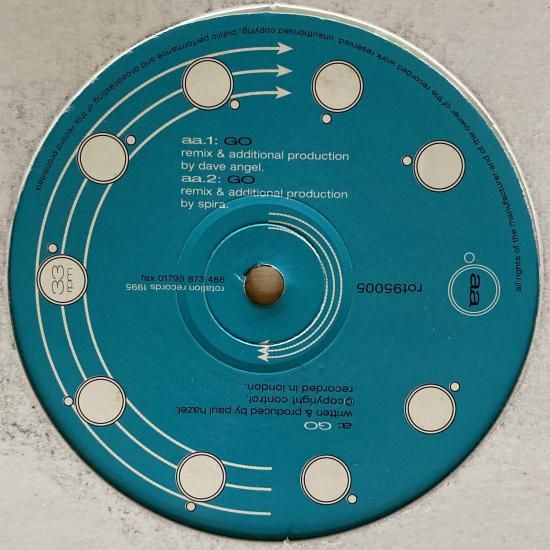 aa.1: GO
remix & additional production
by dave angel.
aa.2: GO
remix & additional production
by spira.
fax 01793 873 486
rotation records 1995
rot95005
aa
33
rpm
a: GO
written & produced by paul hazel.
©copyright control.
recorded in london.
all rights of the manufacturer and of the owner of the recorded work reserved. unauthorised copying, public performance and broadcasting of this record prohibited.